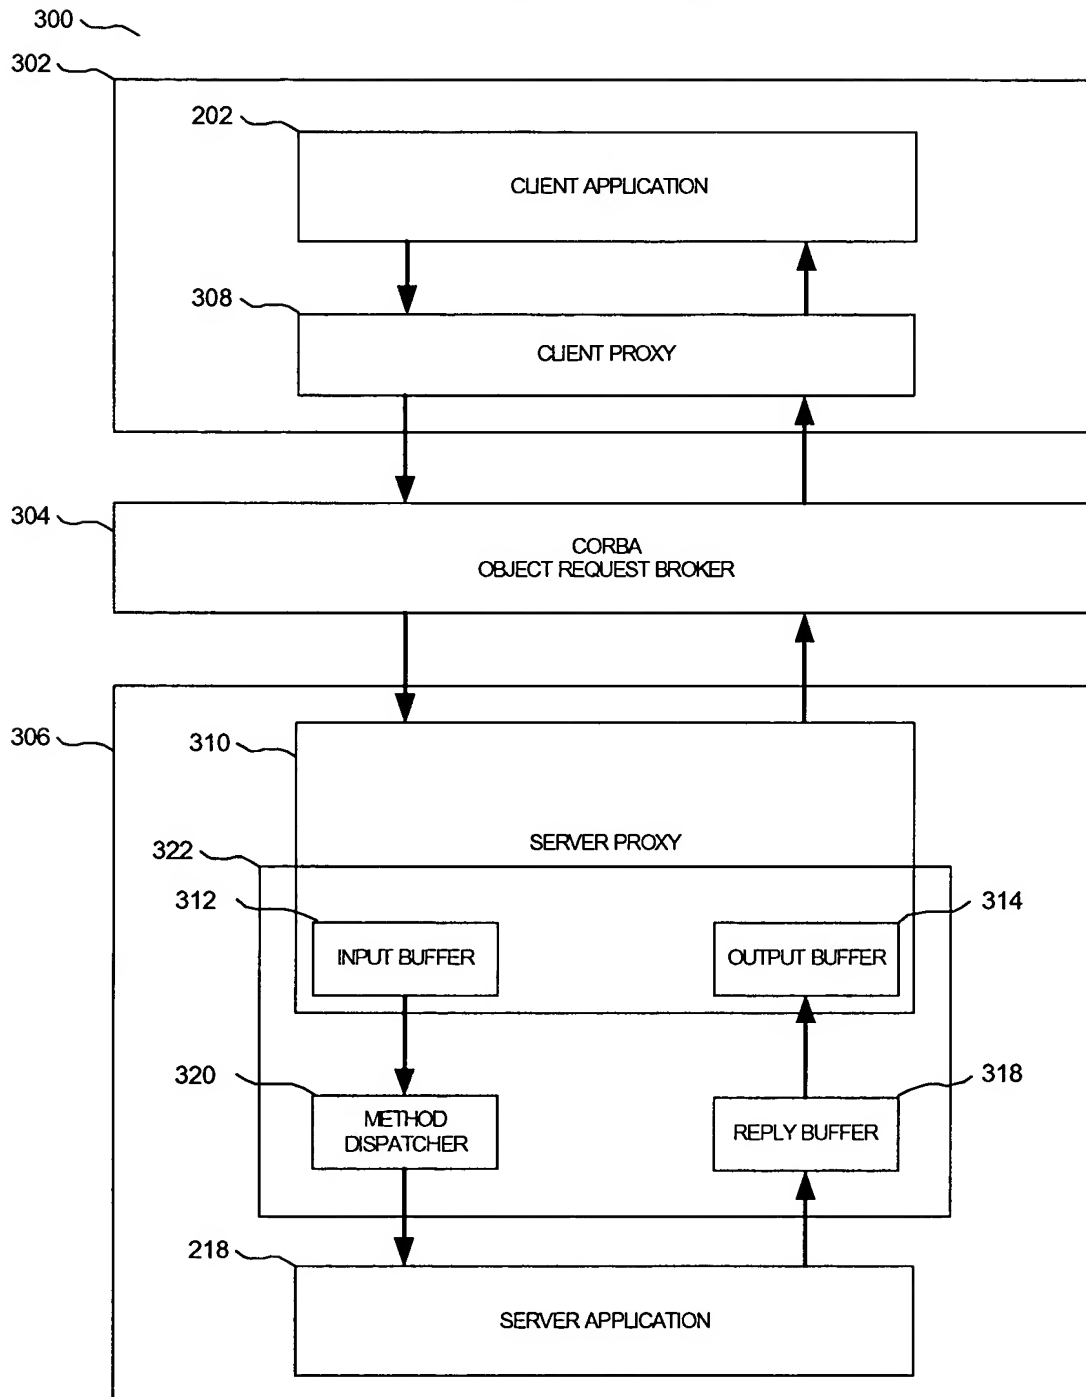 300
302
202
CLIENT APPLICATION
308
CLIENT PROXY
304
CORBA
OBJECT REQUEST BROKER
306
310
SERVER PROXY
322
312
314
INPUT BUFFER
OUTPUT BUFFER
320
318
METHOD
DISPATCHER
REPLY BUFFER
218
SERVER APPLICATION